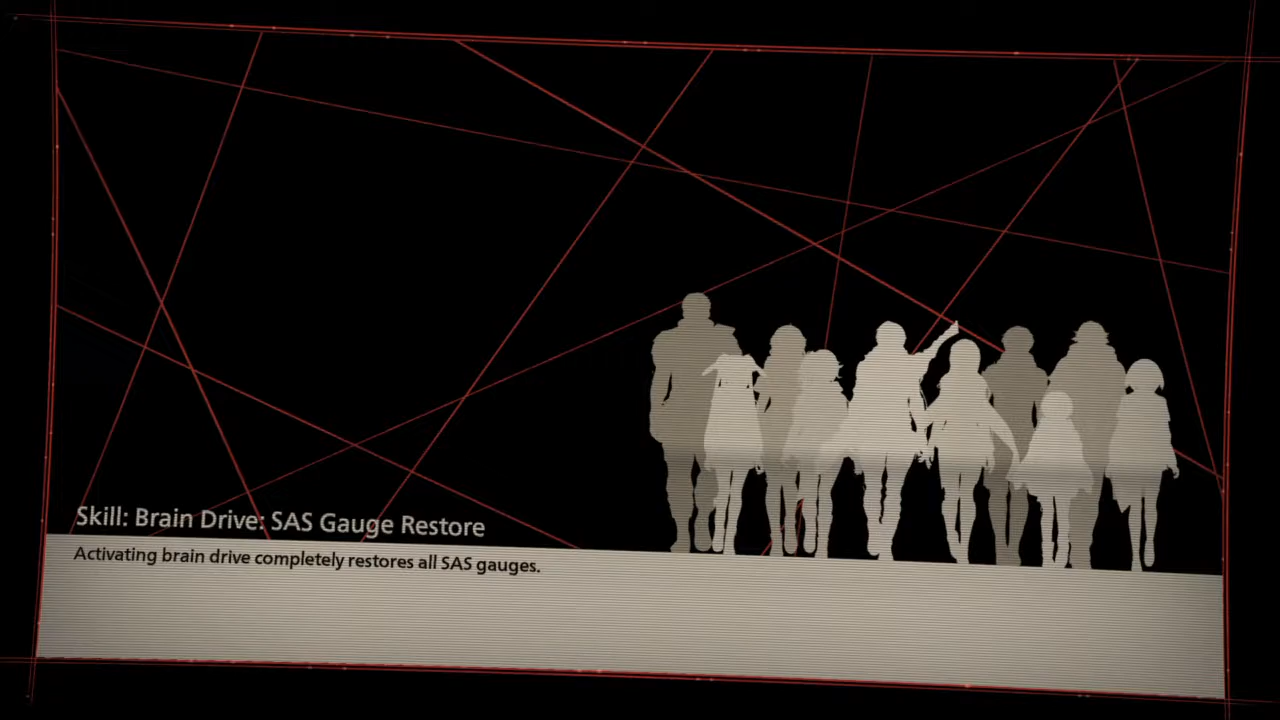 Skill: Brain Drive: SAS Gauge Restore
Activating brain drive completely restores all SAS gauges.